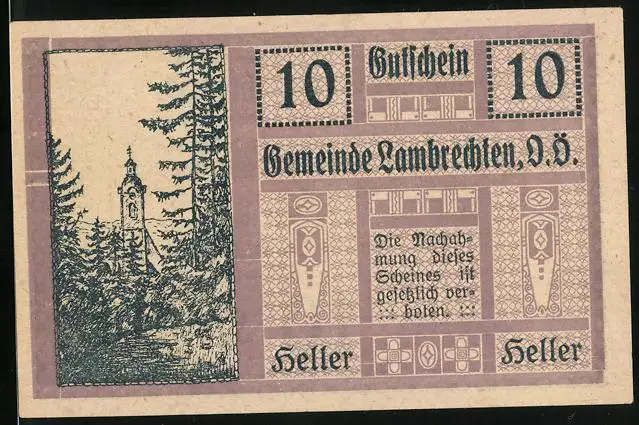 10 Gutschein 10
Gemeinde Lambrechten, O.Ö.
Die Nachah-
mung dieses
Scheines ist
gesetzlich ver-
::: boten. :::
Heller Heller